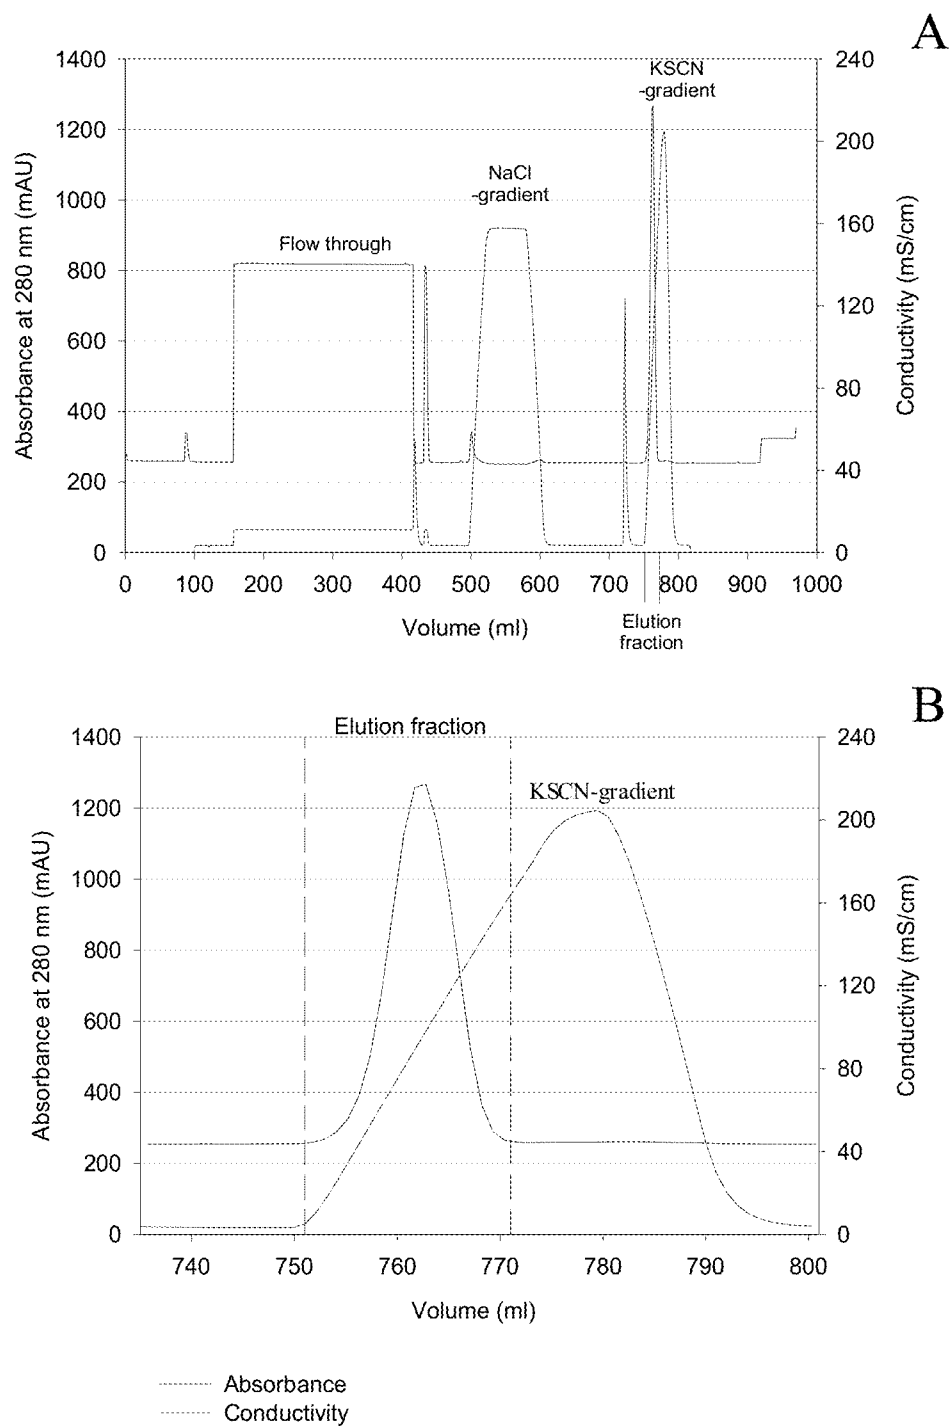 A
1400
1200
1000
800
600
400
200
0
Absorbance at 280 nm (mAU)
240
200
160
120
80
40
0
Conductivity (mS/cm)
KSCN
-gradient
NaCl
-gradient
Flow through
0 100 200 300 400 500 600 700 800 900 1000
Volume (ml)
Elution
fraction
B
Elution fraction
1400
1200
1000
800
600
400
200
0
Absorbance at 280 nm (mAU)
240
200
160
120
80
40
0
Conductivity (mS/cm)
KSCN-gradient
740 750 760 770 780 790 800
Volume (ml)
Absorbance
Conductivity